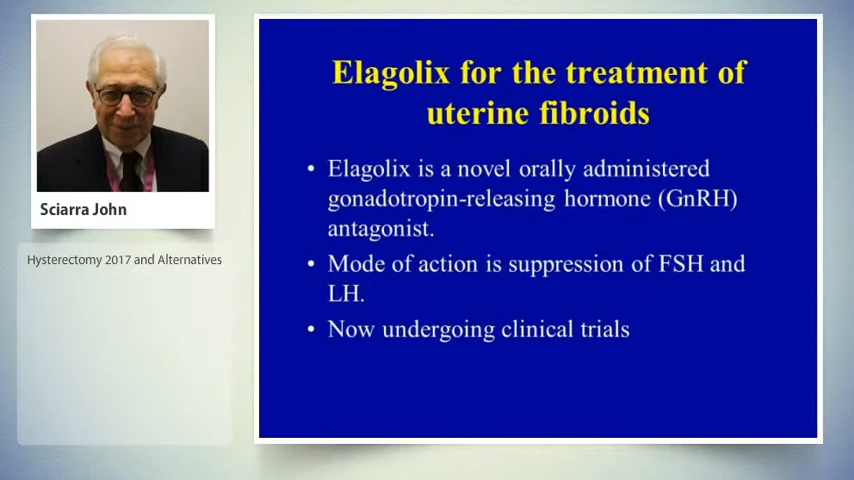 Sciarra John
Hysterectomy 2017 and Alternatives
Elagolix for the treatment of
uterine fibroids
• Elagolix is a novel orally administered
gonadotropin-releasing hormone (GnRH)
antagonist.
• Mode of action is suppression of FSH and
LH.
• Now undergoing clinical trials